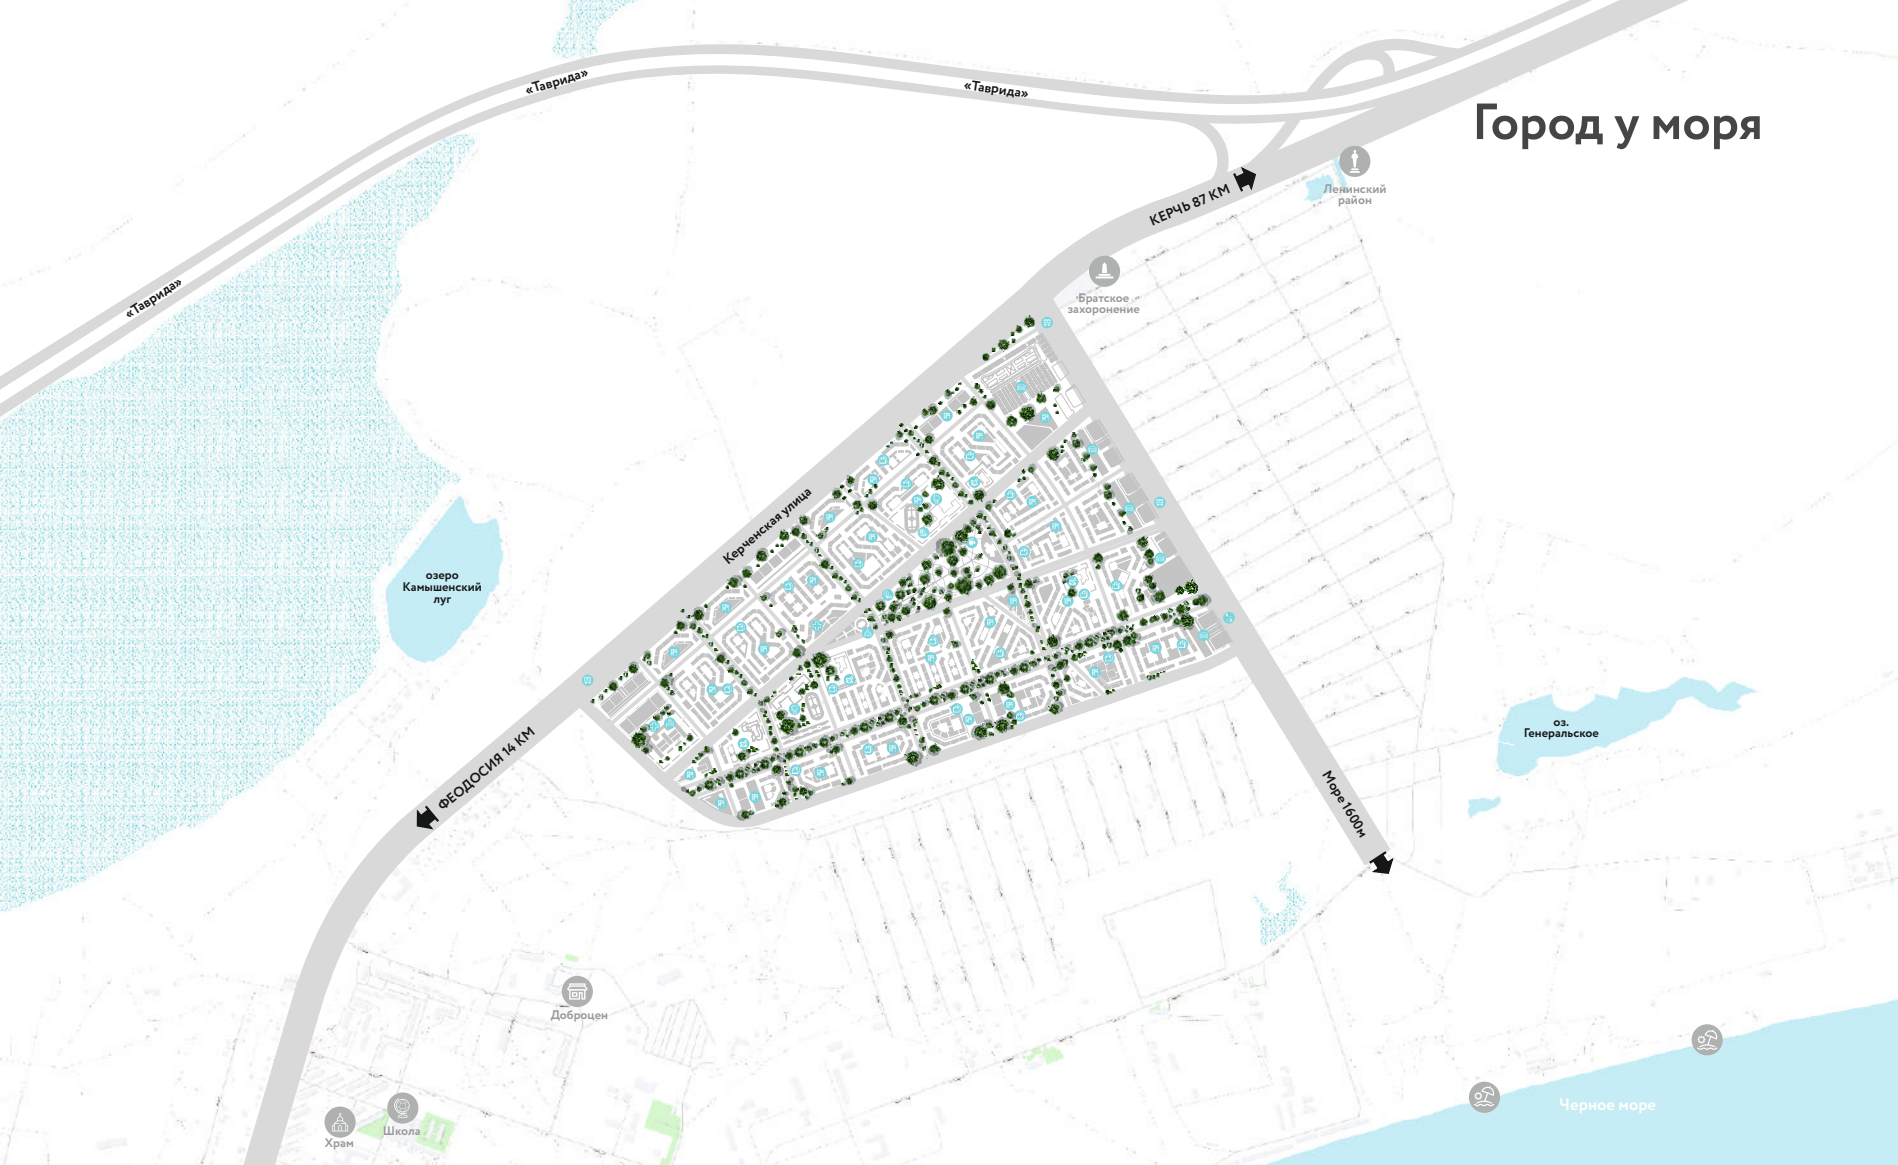 «Таврида»
«Таврида»
Город у моря
Ленинский
район
КЕРЧЬ 87 КМ
«Таврида»
Братское
захоронение
Керченская улица
озеро
Камышенский
луг
оз.
Генеральское
ФЕОДОСИЯ 14 КМ
Море 1600м
Доброцен
Черное море
Школа
Храм